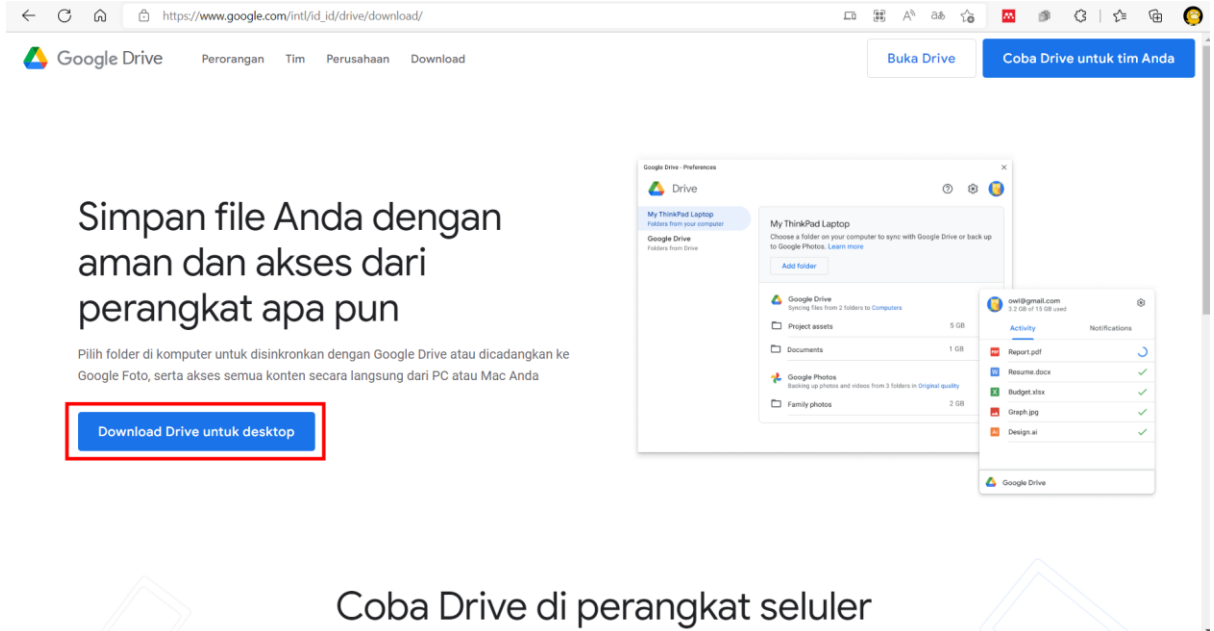 https://www.google.com/intl/id_id/drive/download/
Google Drive
Perorangan
Tim
Perusahaan
Download
Buka Drive
Coba Drive untuk tim Anda
Simpan file Anda dengan
aman dan akses dari
perangkat apa pun
Pilih folder di komputer untuk disinkronkan dengan Google Drive atau dicadangkan ke
Google Foto, serta akses semua konten secara langsung dari PC atau Mac Anda
Download Drive untuk desktop
Google Drive - Preferences
Drive
My ThinkPad Laptop
Folders from your computer
Google Drive
Folders from Drive
My ThinkPad Laptop
Choose a folder on your computer to sync with Google Drive or back up
to Google Photos. Learn more
Add folder
Google Drive
Syncing files from 2 folders to Computers
Project assets 5 GB
Documents 1 GB
Google Photos
Backing up photos and videos from 3 folders in Original quality
Family photos 2 GB
owl@gmail.com
3.2 GB of 15 GB used
Activity Notifications
Report.pdf
Resume.docx
Budget.xlsx
Graph.jpg
Design.ai
Google Drive
Coba Drive di perangkat seluler